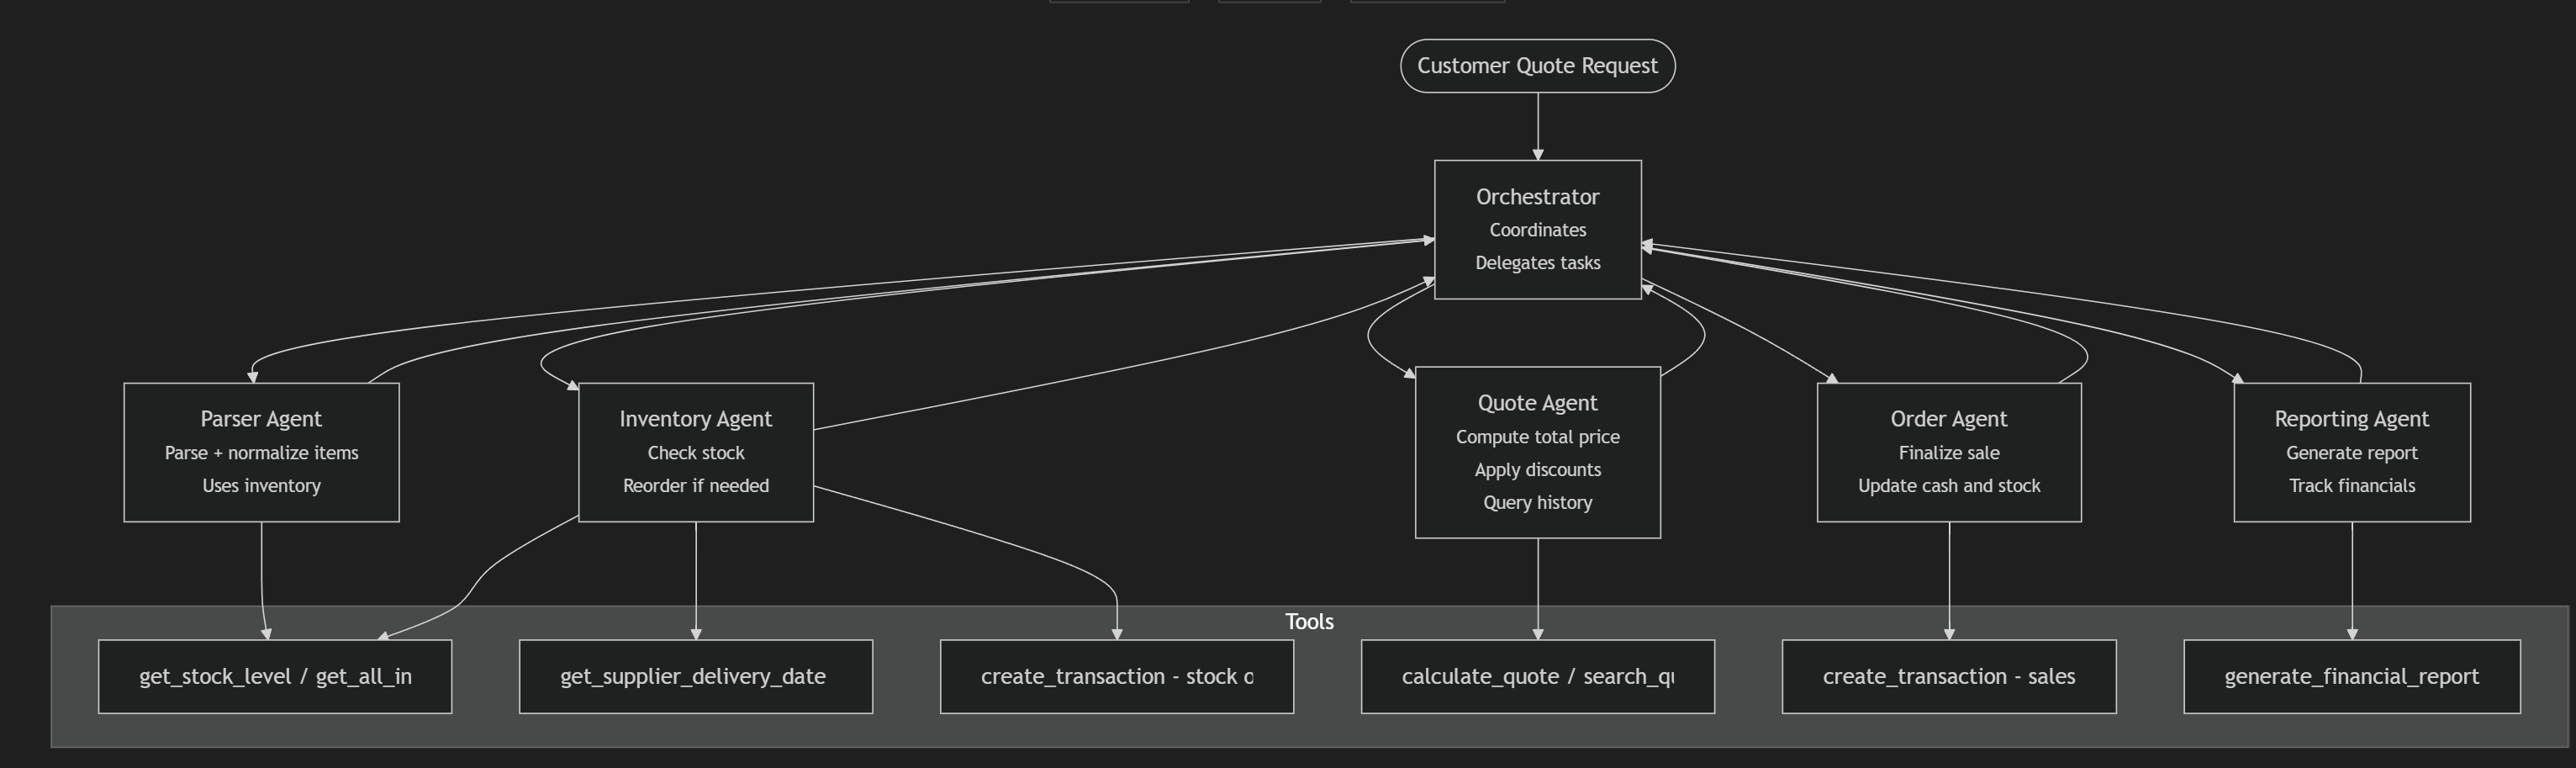 Customer Quote Request
Orchestrator
Coordinates
Delegates tasks
Parser Agent
Parse + normalize items
Uses inventory
Inventory Agent
Check stock
Reorder if needed
Quote Agent
Compute total price
Apply discounts
Query history
Order Agent
Finalize sale
Update cash and stock
Reporting Agent
Generate report
Track financials
Tools
get_stock_level / get_all_in
get_supplier_delivery_date
create_transaction - stock
calculate_quote / search_qu
create_transaction - sales
generate_financial_report